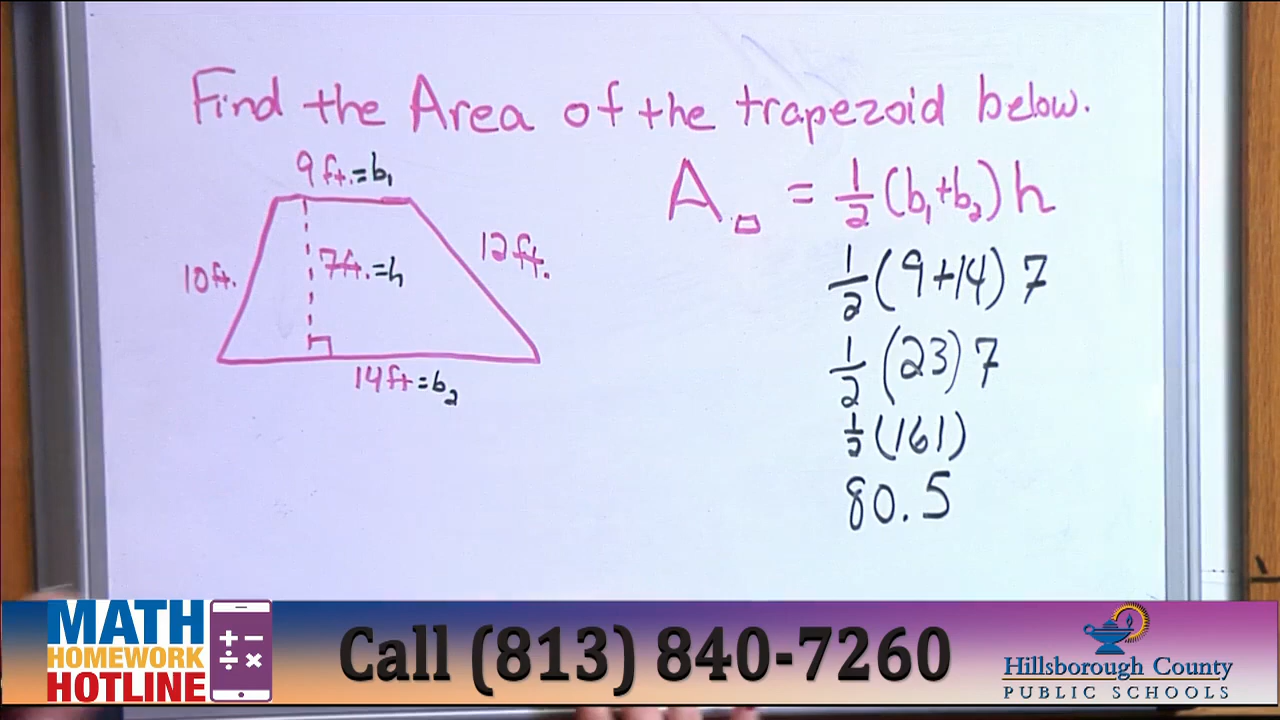 Find the Area of the trapezoid below.
9 ft. = b₁
10 ft.
7 ft. = h
12 ft.
14 ft = b₂
A▱ = 1/2 (b₁+b₂) h
1/2 (9+14) 7
1/2 (23) 7
1/2 (161)
80.5
MATH
HOMEWORK
HOTLINE
+ −
÷ ×
Call (813) 840-7260
Hillsborough County
PUBLIC SCHOOLS